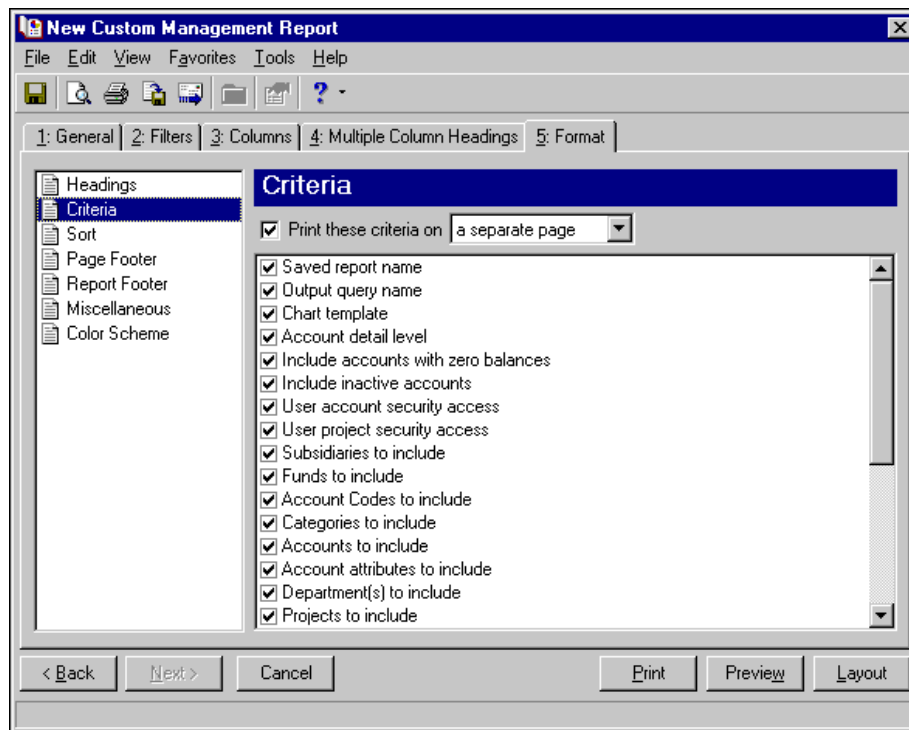 New Custom Management Report
File Edit View Favorites Tools Help
1: General 2: Filters 3: Columns 4: Multiple Column Headings 5: Format
Headings
Criteria
Sort
Page Footer
Report Footer
Miscellaneous
Color Scheme
Criteria
Print these criteria on a separate page
Saved report name
Output query name
Chart template
Account detail level
Include accounts with zero balances
Include inactive accounts
User account security access
User project security access
Subsidiaries to include
Funds to include
Account Codes to include
Categories to include
Accounts to include
Account attributes to include
Department(s) to include
Projects to include
< Back Next > Cancel Print Preview Layout